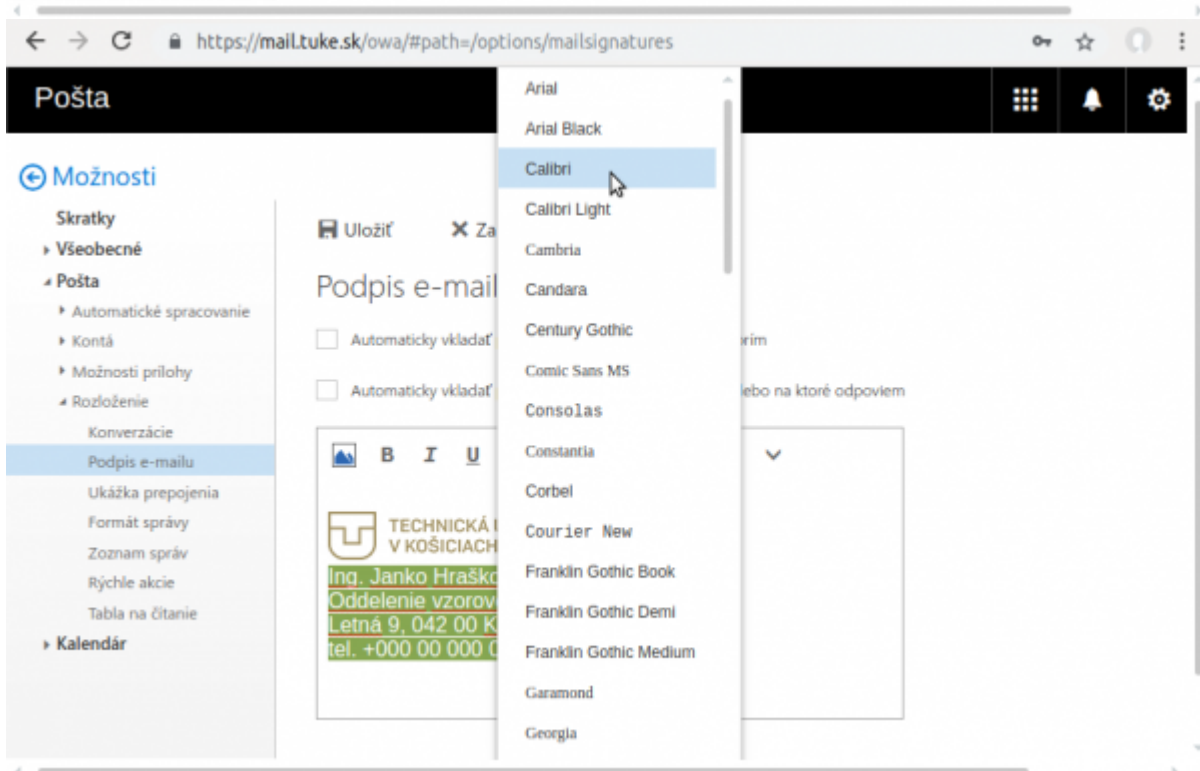 https://mail.tuke.sk/owa/#path=/options/mailsignatures
Pošta
Možnosti
Skratky
Všeobecné
Pošta
Automatické spracovanie
Kontá
Možnosti prílohy
Rozloženie
Konverzácie
Podpis e-mailu
Ukážka prepojenia
Formát správy
Zoznam správ
Rýchle akcie
Tabla na čítanie
Kalendár
Uložiť Za
Podpis e-mail
Automaticky vkladať rím
Automaticky vkladať lebo na ktoré odpoviem
B I U
TECHNICKÁ
V KOŠICIACH
Ing. Janko Hraško
Oddelenie vzorov
Letná 9, 042 00 K
tel. +000 00 000
Arial
Arial Black
Calibri
Calibri Light
Cambria
Candara
Century Gothic
Comic Sans MS
Consolas
Constantia
Corbel
Courier New
Franklin Gothic Book
Franklin Gothic Demi
Franklin Gothic Medium
Garamond
Georgia